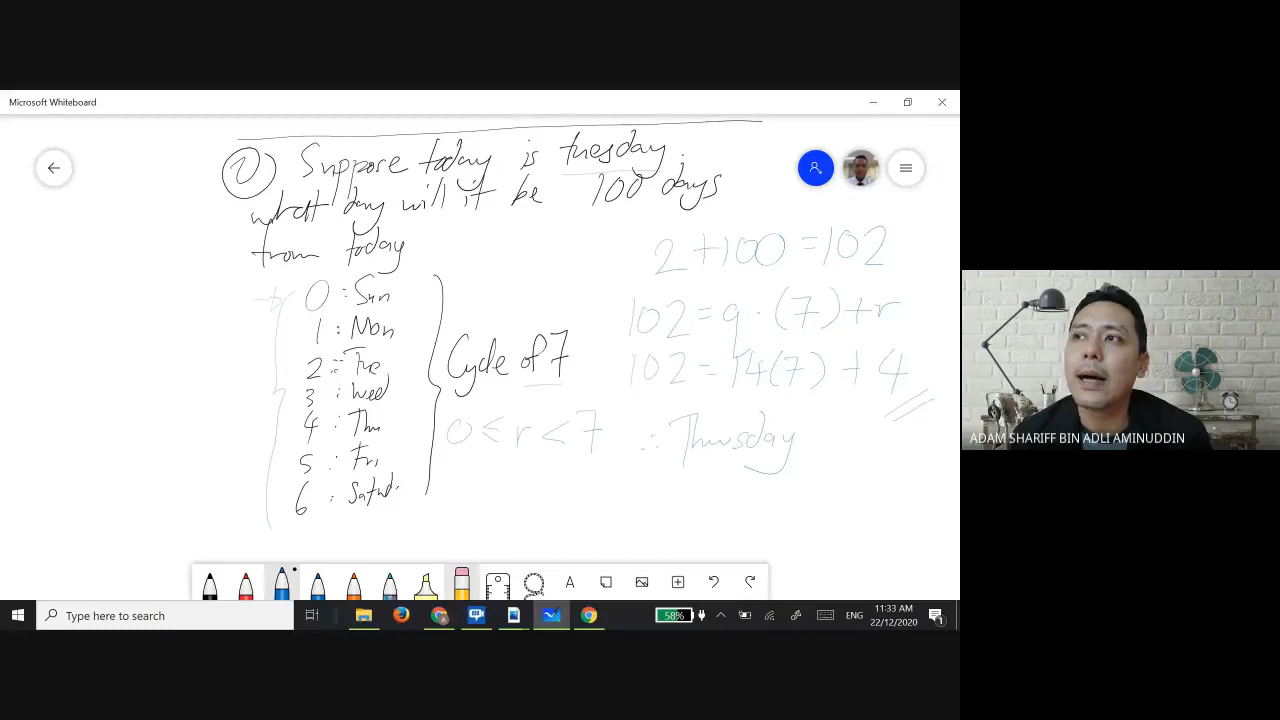 Microsoft Whiteboard
② Suppose today is tuesday.
what day will it be 100 days
from today
2 + 100 = 102
0 : Sun
102 = q · (7) + r
1 : Mon
2 : Tue
Cycle of 7
102 = 14(7) + 4
3 : Wed
4 : Thu
0 < r < 7
∴ Thursday
ADAM SHARIFF BIN ADLI AMINUDDIN
5 : Fri
6 : Satud.
A
Type here to search
58%
ENG
11:33 AM
22/12/2020
1